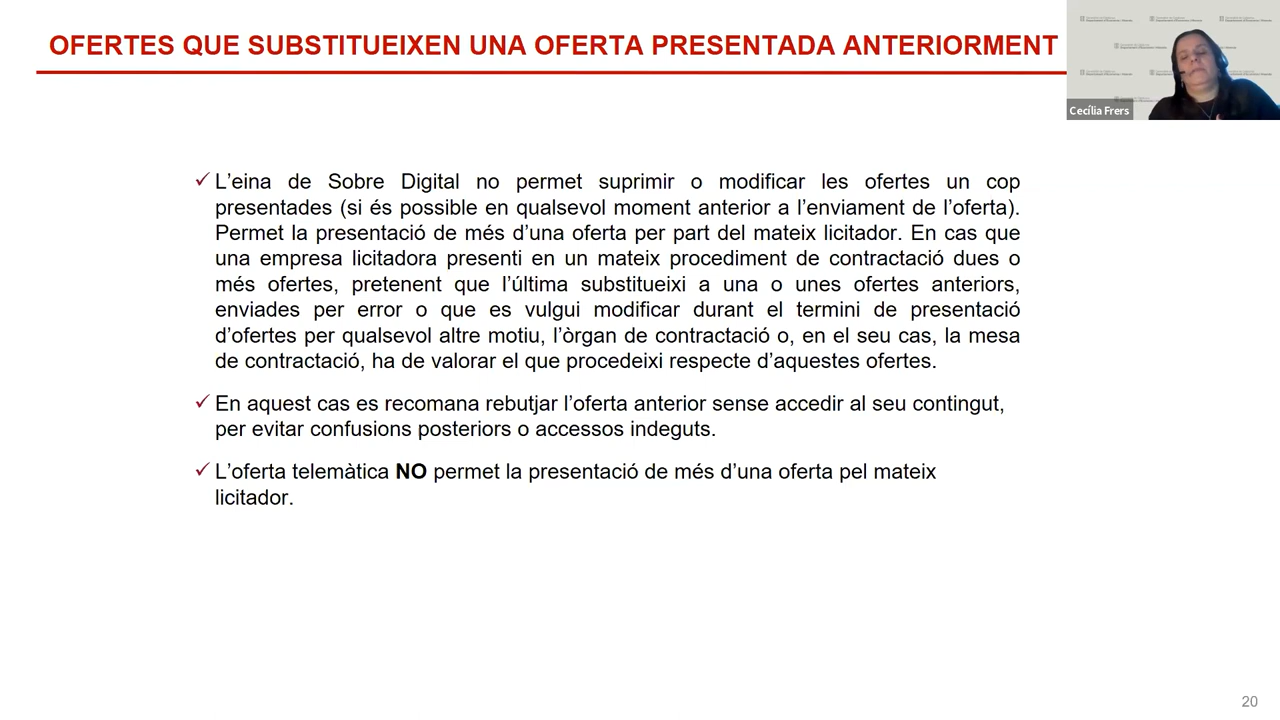 OFERTES QUE SUBSTITUEIXEN UNA OFERTA PRESENTADA ANTERIORMENT
Cecília Frers
L’eina de Sobre Digital no permet suprimir o modificar les ofertes un cop
presentades (si és possible en qualsevol moment anterior a l’enviament de l’oferta).
Permet la presentació de més d’una oferta per part del mateix licitador. En cas que
una empresa licitadora presenti en un mateix procediment de contractació dues o
més ofertes, pretenent que l’última substitueixi a una o unes ofertes anteriors,
enviades per error o que es vulgui modificar durant el termini de presentació
d’ofertes per qualsevol altre motiu, l’òrgan de contractació o, en el seu cas, la mesa
de contractació, ha de valorar el que procedeixi respecte d’aquestes ofertes.
En aquest cas es recomana rebutjar l’oferta anterior sense accedir al seu contingut,
per evitar confusions posteriors o accessos indeguts.
L’oferta telemàtica NO permet la presentació de més d’una oferta pel mateix
licitador.
20